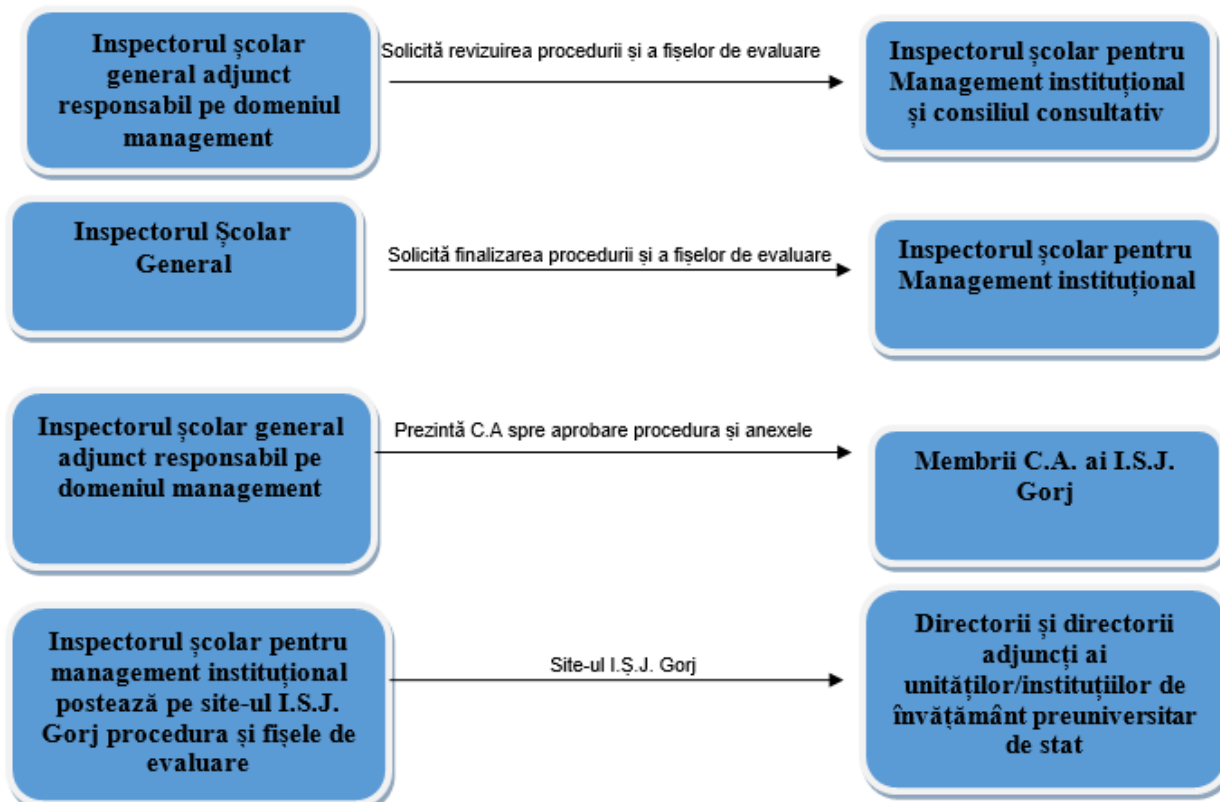 Inspectorul școlar
general adjunct
responsabil pe domeniul
management
Solicită revizuirea procedurii și a fișelor de evaluare
Inspectorul școlar pentru
Management instituțional
și consiliul consultativ
Inspectorul Școlar
General
Solicită finalizarea procedurii și a fișelor de evaluare
Inspectorul școlar pentru
Management instituțional
Inspectorul școlar general
adjunct responsabil pe
domeniul management
Prezintă C.A spre aprobare procedura și anexele
Membrii C.A. ai I.S.J.
Gorj
Inspectorul școlar pentru
management instituțional
postează pe site-ul I.S.J.
Gorj procedura și fișele de
evaluare
Site-ul I.Ș.J. Gorj
Directorii și directorii
adjuncți ai
unităților/instituțiilor de
învățământ preuniversitar
de stat